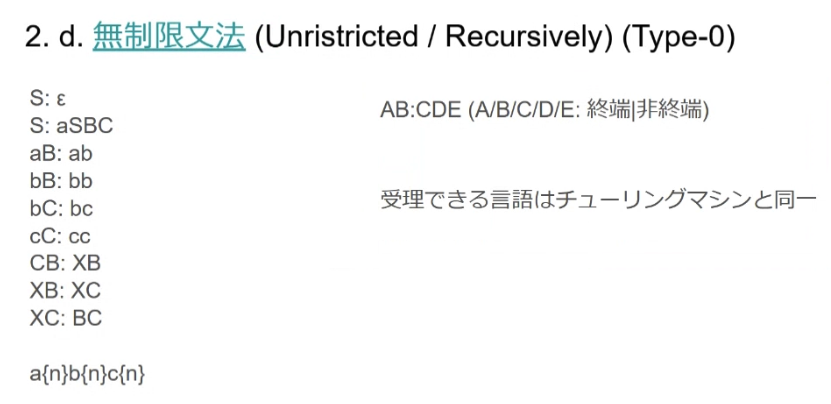 2. d. 無制限文法 (Unristricted / Recursively) (Type-0)
S: ε
S: aSBC
aB: ab
bB: bb
bC: bc
cC: cc
CB: XB
XB: XC
XC: BC
a{n}b{n}c{n}
AB:CDE (A/B/C/D/E: 終端|非終端)
受理できる言語はチューリングマシンと同一